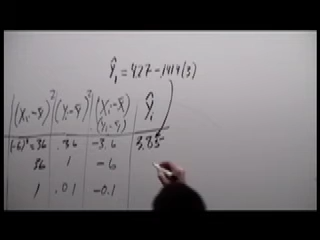 Ŷᵢ = 4.27 - .1414(3)
(Xᵢ-x̄)² (Yᵢ-ȳ)² (Xᵢ-x̄)(Yᵢ-ȳ) Ŷᵢ
(-6)² = 36 .36 -3.6 3.85
36 1 -6
1 .01 -0.1